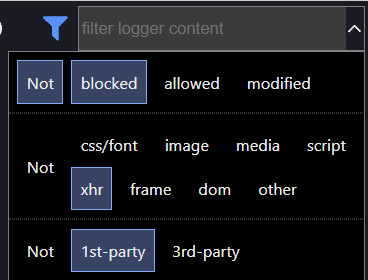 filter logger content
Not blocked allowed modified
css/font image media script
Not
xhr frame dom other
Not 1st-party 3rd-party